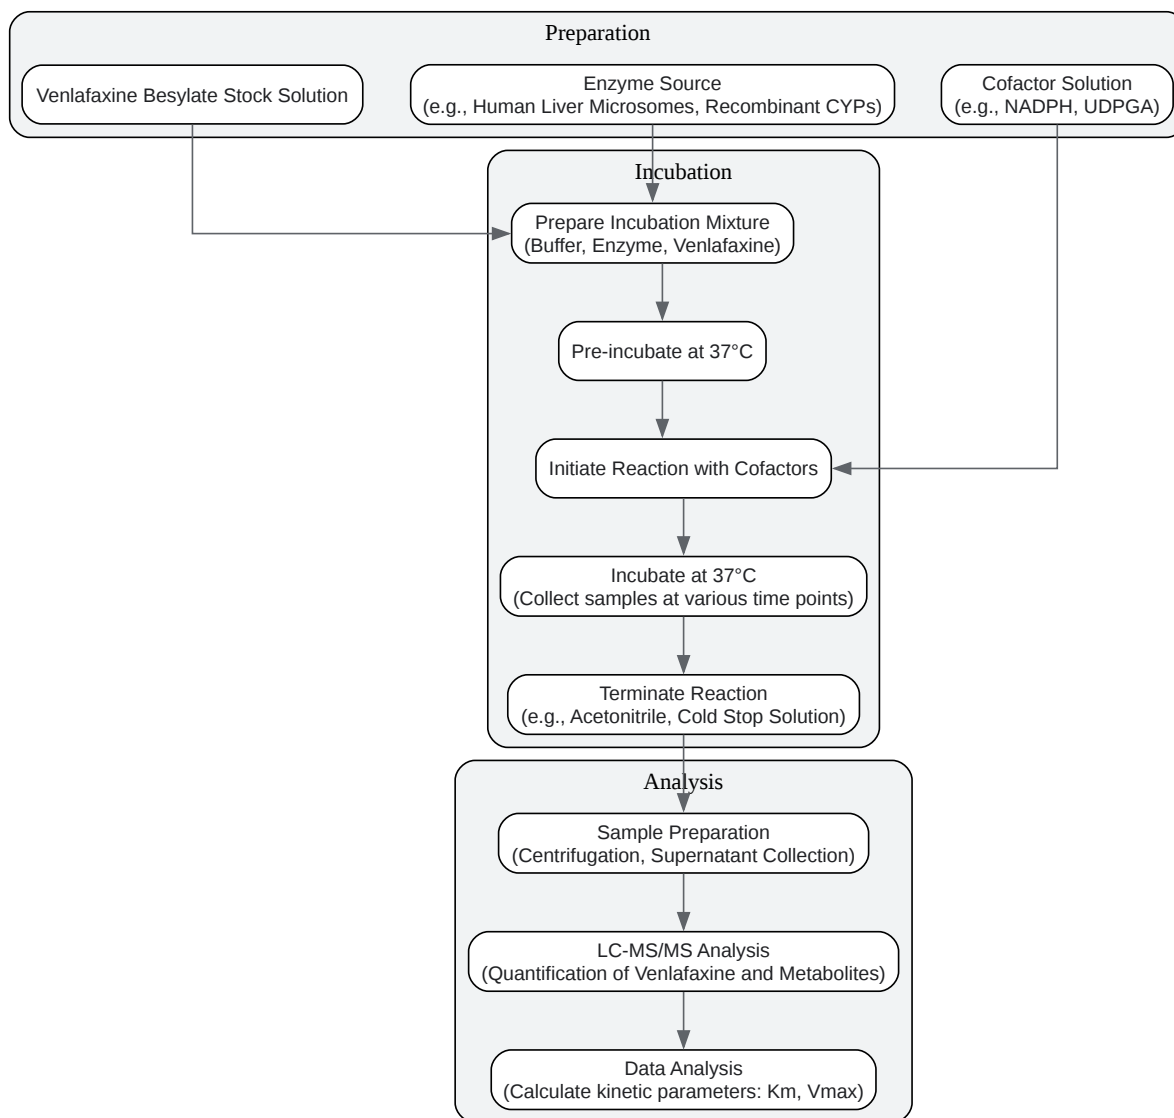 Preparation
Venlafaxine Besylate Stock Solution
Enzyme Source
(e.g., Human Liver Microsomes, Recombinant CYPs)
Cofactor Solution
(e.g., NADPH, UDPGA)
Incubation
Prepare Incubation Mixture
(Buffer, Enzyme, Venlafaxine)
Pre-incubate at 37°C
Initiate Reaction with Cofactors
Incubate at 37°C
(Collect samples at various time points)
Terminate Reaction
(e.g., Acetonitrile, Cold Stop Solution)
Analysis
Sample Preparation
(Centrifugation, Supernatant Collection)
LC-MS/MS Analysis
(Quantification of Venlafaxine and Metabolites)
Data Analysis
(Calculate kinetic parameters: Km, Vmax)